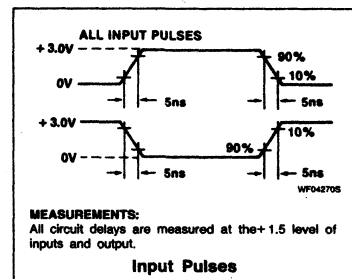 ALL INPUT PULSES
+3.0V
90%
10%
0V
5ns
5ns
+3.0V
10%
90%
0V
5ns
5ns
WF04270S
MEASUREMENTS:
All circuit delays are measured at the+ 1.5 level of
inputs and output.
Input Pulses